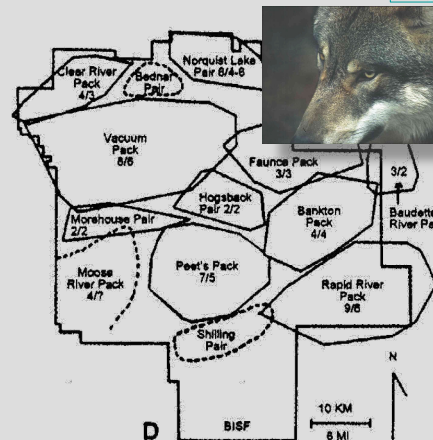 Clear River
Pack
4/3
Bednar
Pair
Norquist Lake
Pair 8/4-6
Vacuum
Pack
8/6
Faunce Pack
3/3
3/2
Baudette
River Pa
Hogsback
Pair 2/2
Bankton
Pack
4/4
Morehouse Pair
2/2
Moose
River Pack
4/?
Peet's Pack
7/5
Rapid River
Pack
9/6
Shilling
Pair
N
10 KM
6 MI
D
BISF